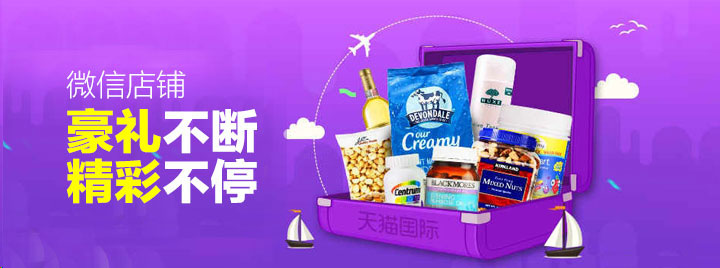 微信店铺
豪礼不断
精彩不停
DEVONDALE
Our
Creamy
NUXE
Centrum
BLACKMORES
KIRKLAND
MIXED NUTS
天猫国际